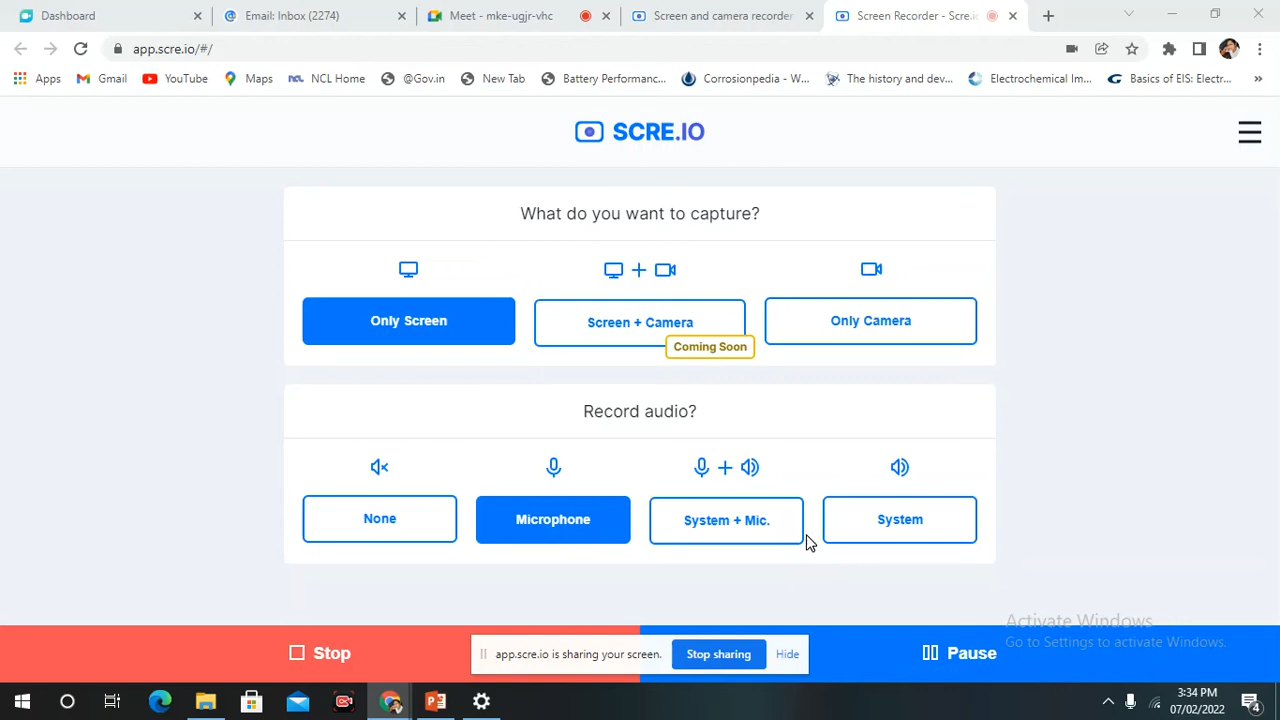 Dashboard
Email: Inbox (2274)
Meet - mke-ugjr-vhc
Screen and camera recorder
Screen Recorder - Scre.io
app.scre.io/#/
Apps
Gmail
YouTube
Maps
NCL Home
@Gov.in
New Tab
Battery Performanc...
Corrosionpedia - W...
The history and dev...
Electrochemical Im...
Basics of EIS: Electr...
»
SCRE.IO
What do you want to capture?
Only Screen
Screen + Camera
Only Camera
Coming Soon
Record audio?
None
Microphone
System + Mic.
System
Activate Windows
Go to Settings to activate Windows.
Stop
app.scre.io is sharing your screen.
Stop sharing
Hide
Pause
3:34 PM
07/02/2022
4